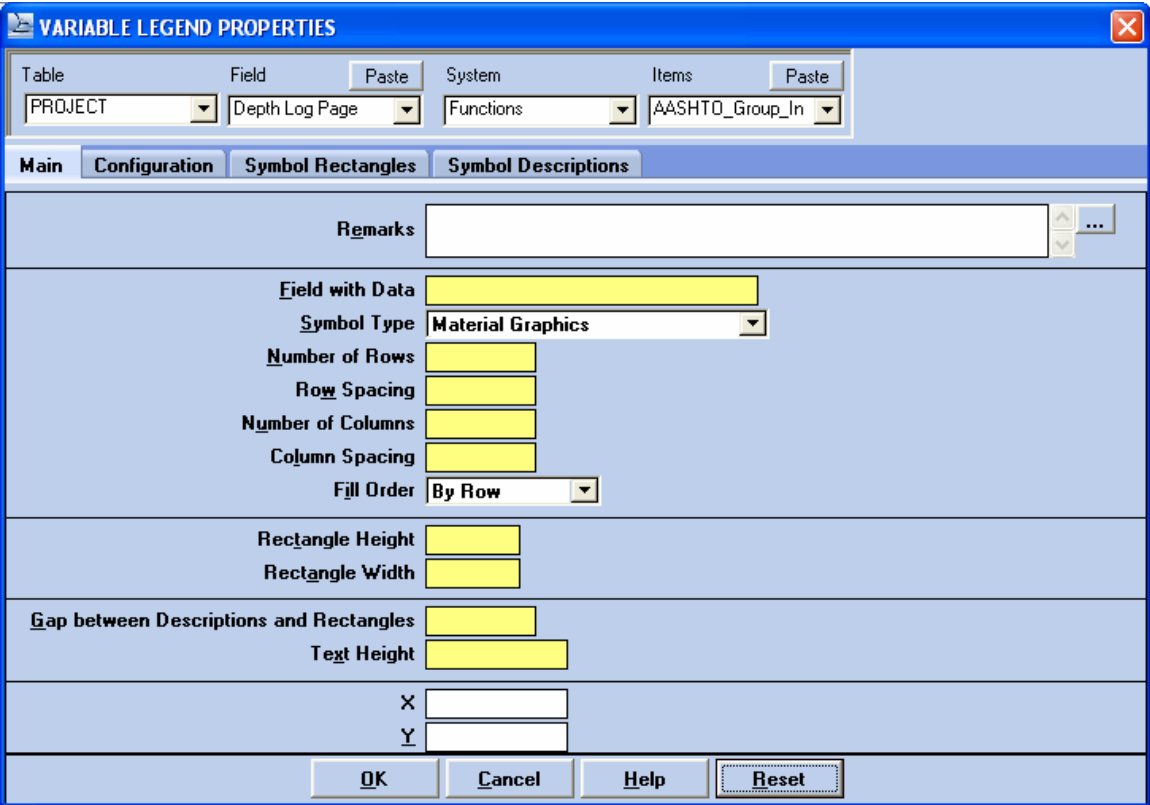 VARIABLE LEGEND PROPERTIES
Table Field Paste System Items Paste
PROJECT Depth Log Page Functions AASHTO_Group_In
Main Configuration Symbol Rectangles Symbol Descriptions
Remarks ...
Field with Data
Symbol Type Material Graphics
Number of Rows
Row Spacing
Number of Columns
Column Spacing
Fill Order By Row
Rectangle Height
Rectangle Width
Gap between Descriptions and Rectangles
Text Height
X
Y
OK Cancel Help Reset